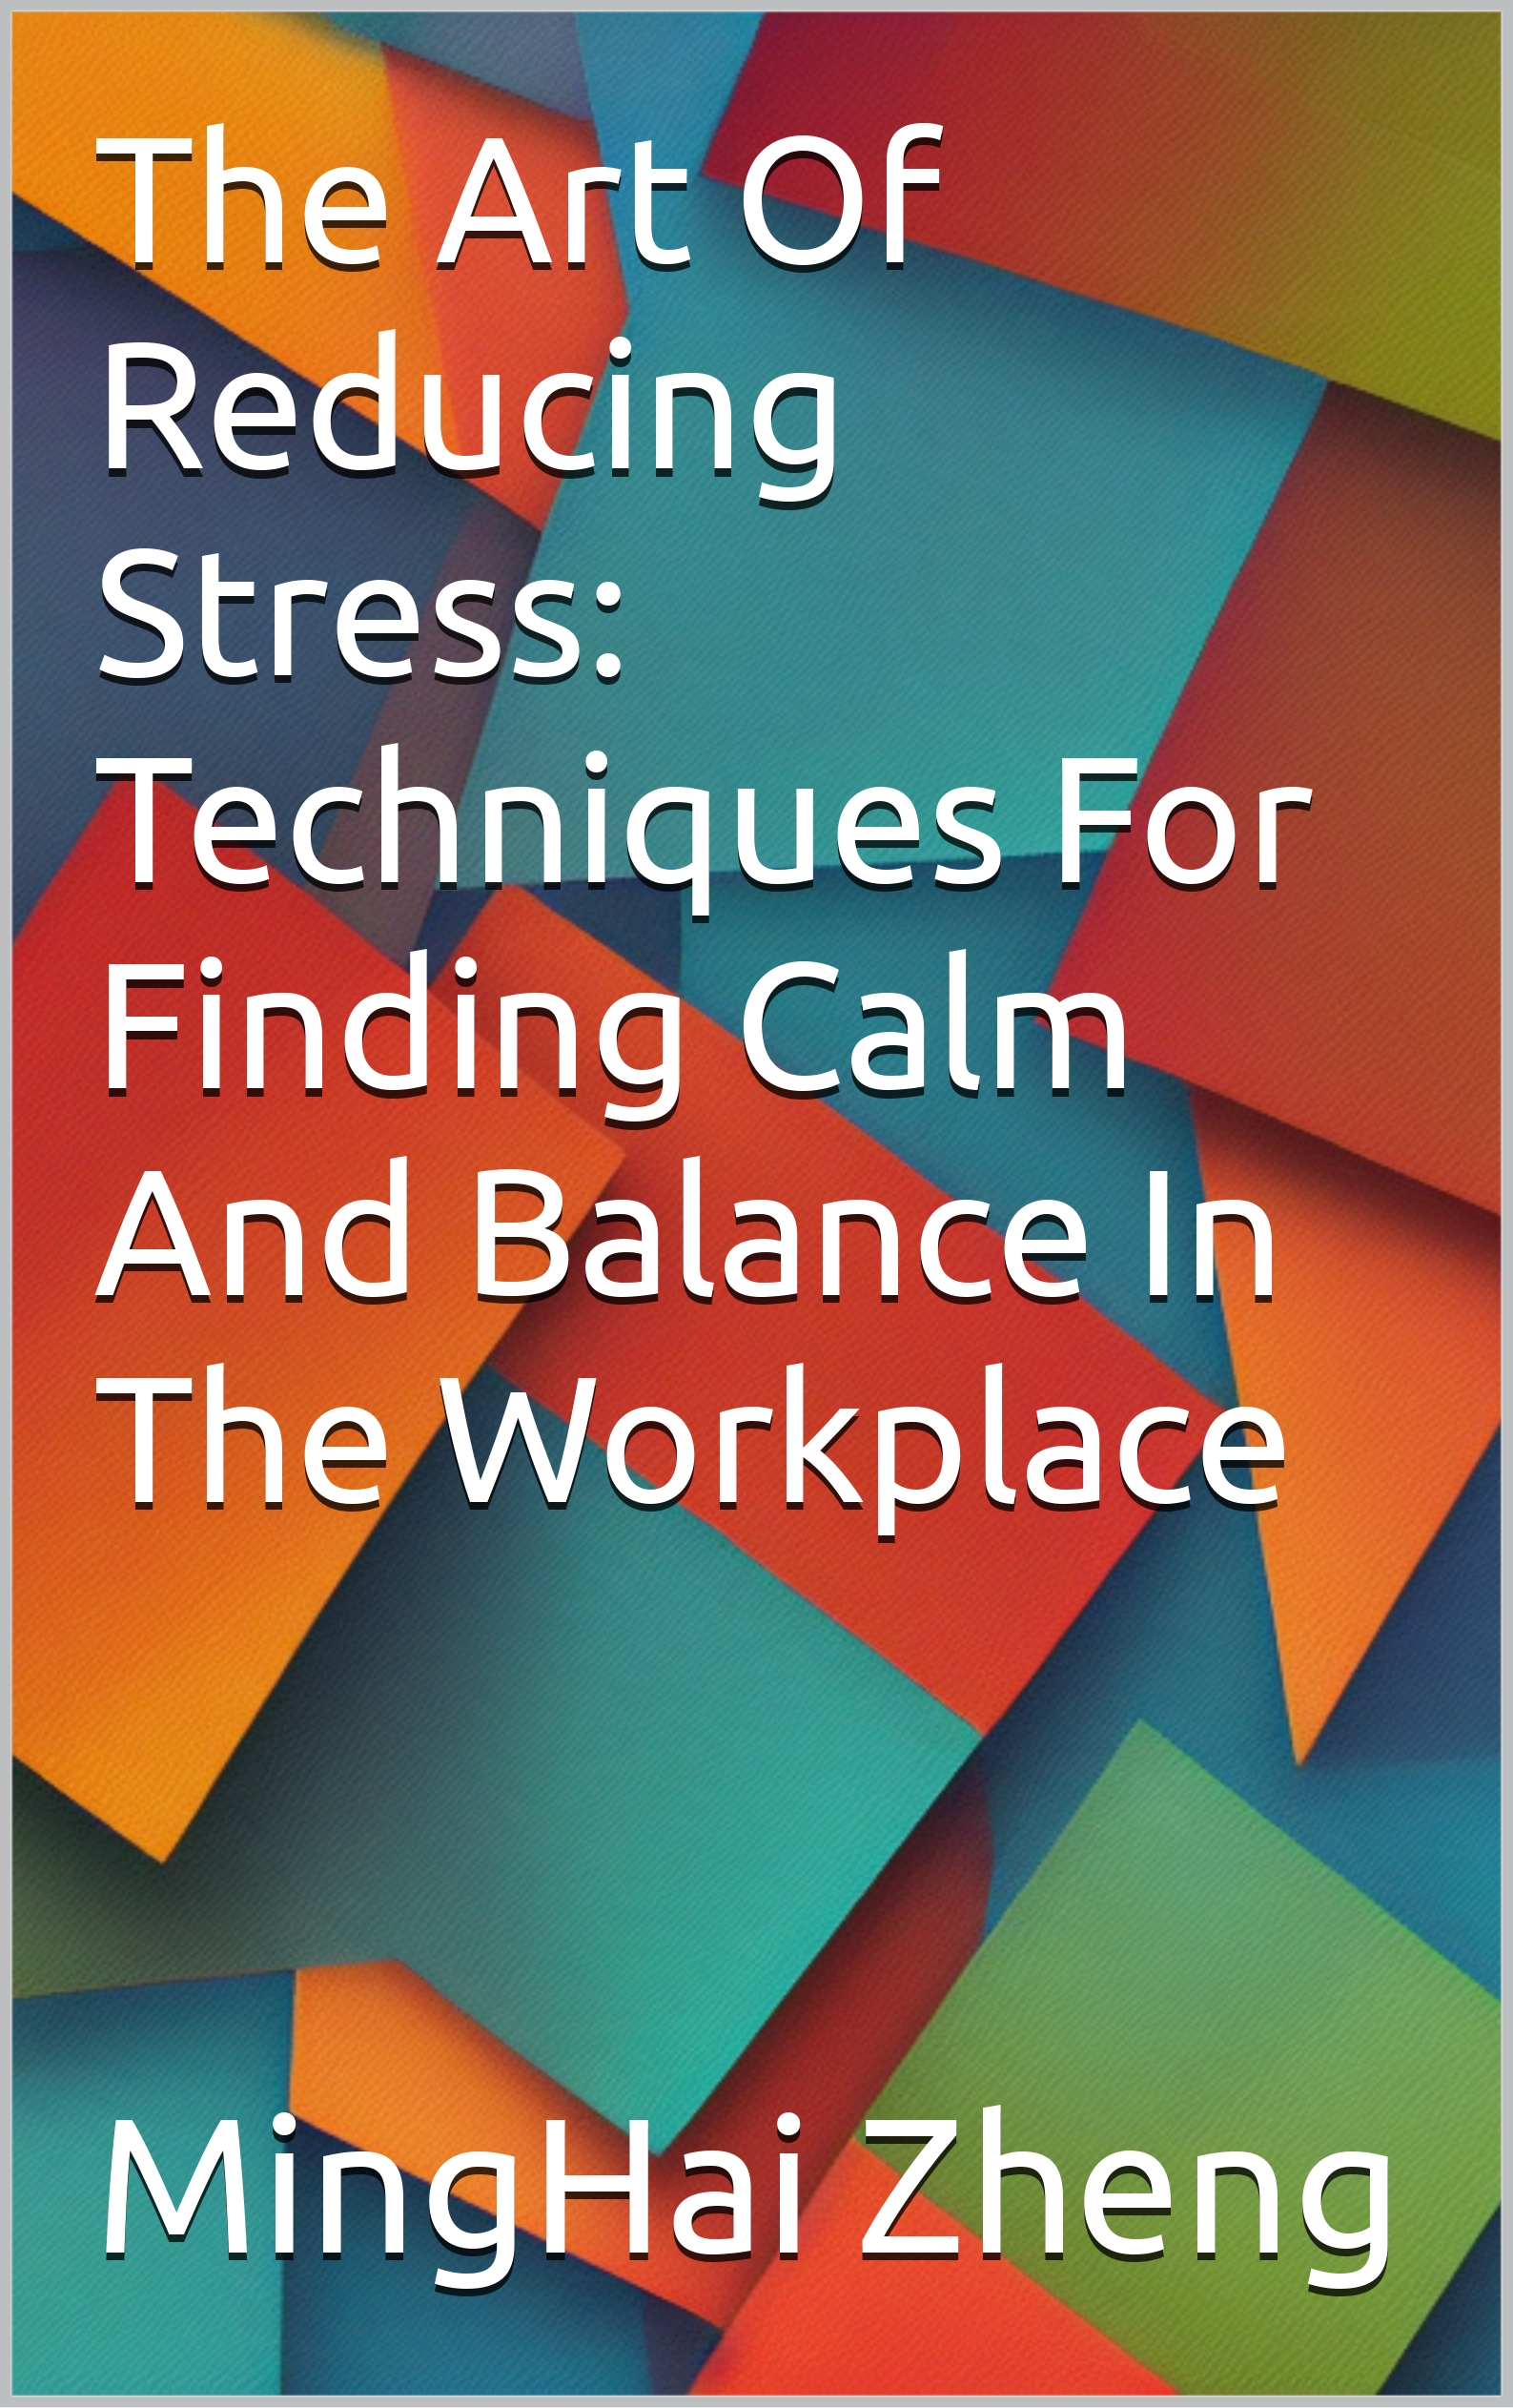 The Art Of
Reducing
Stress:
Techniques For
Finding Calm
And Balance In
The Workplace
MingHai Zheng